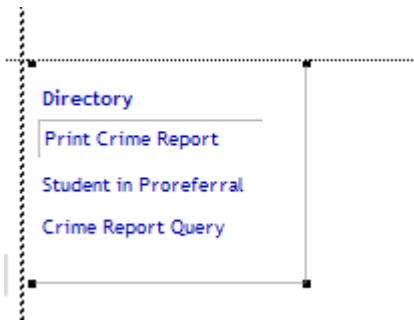 Directory
Print Crime Report
Student in Proreferral
Crime Report Query